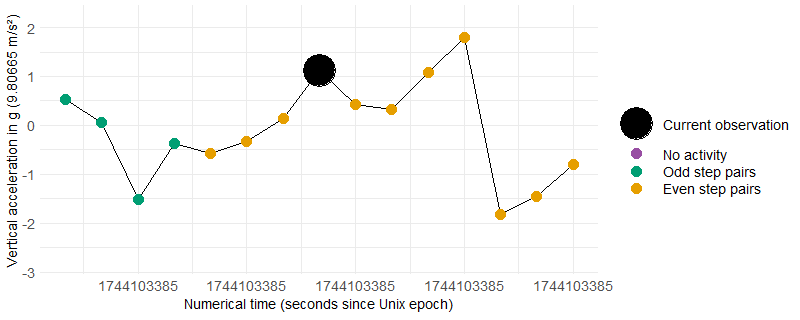 Vertical acceleration in g (9.80665 m/s²)
2
1
0
-1
-2
-3
1744103385 1744103385 1744103385 1744103385 1744103385
Numerical time (seconds since Unix epoch)
Current observation
No activity
Odd step pairs
Even step pairs